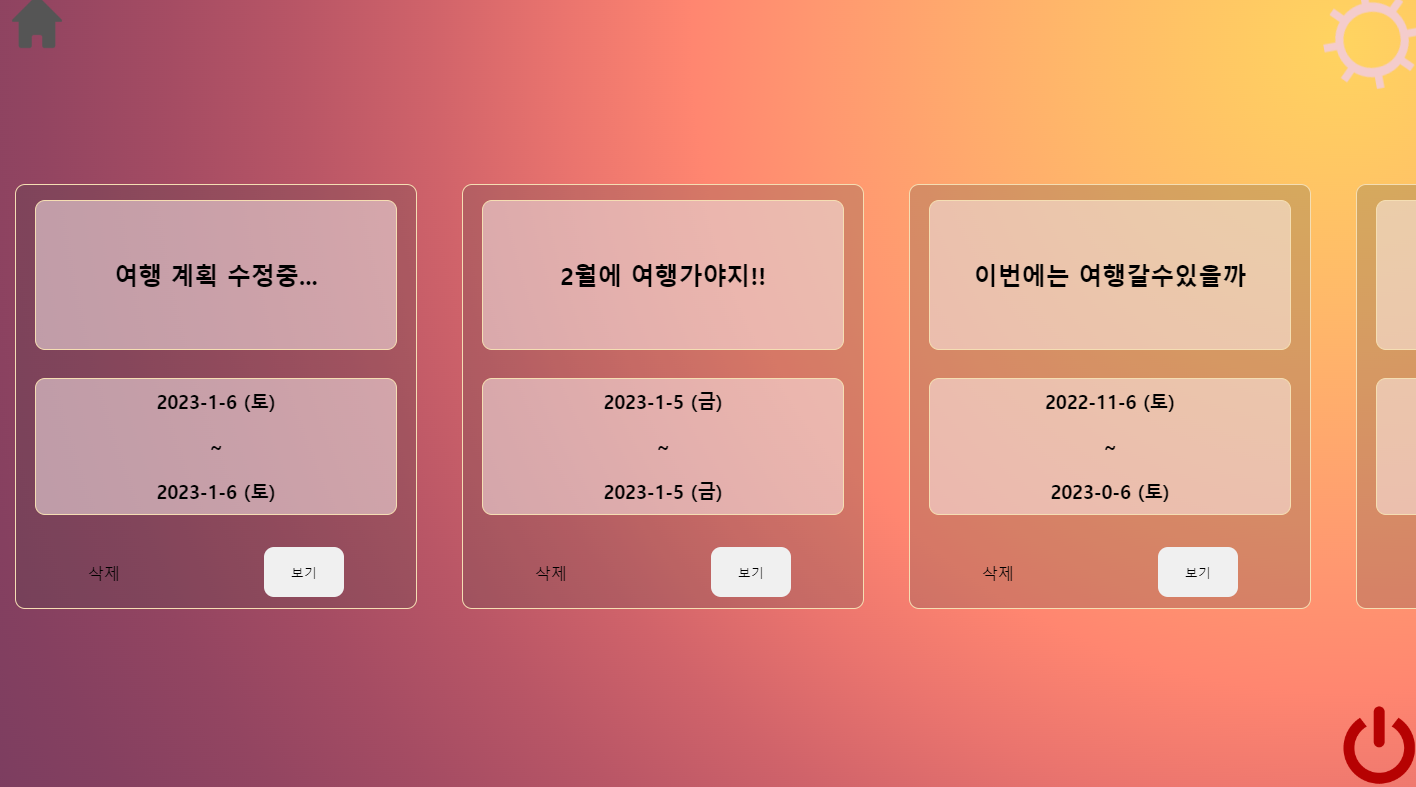 여행 계획 수정중...
2023-1-6 (토)
~
2023-1-6 (토)
삭제
보기
2월에 여행가야지!!
2023-1-5 (금)
~
2023-1-5 (금)
삭제
보기
이번에는 여행갈수있을까
2022-11-6 (토)
~
2023-0-6 (토)
삭제
보기